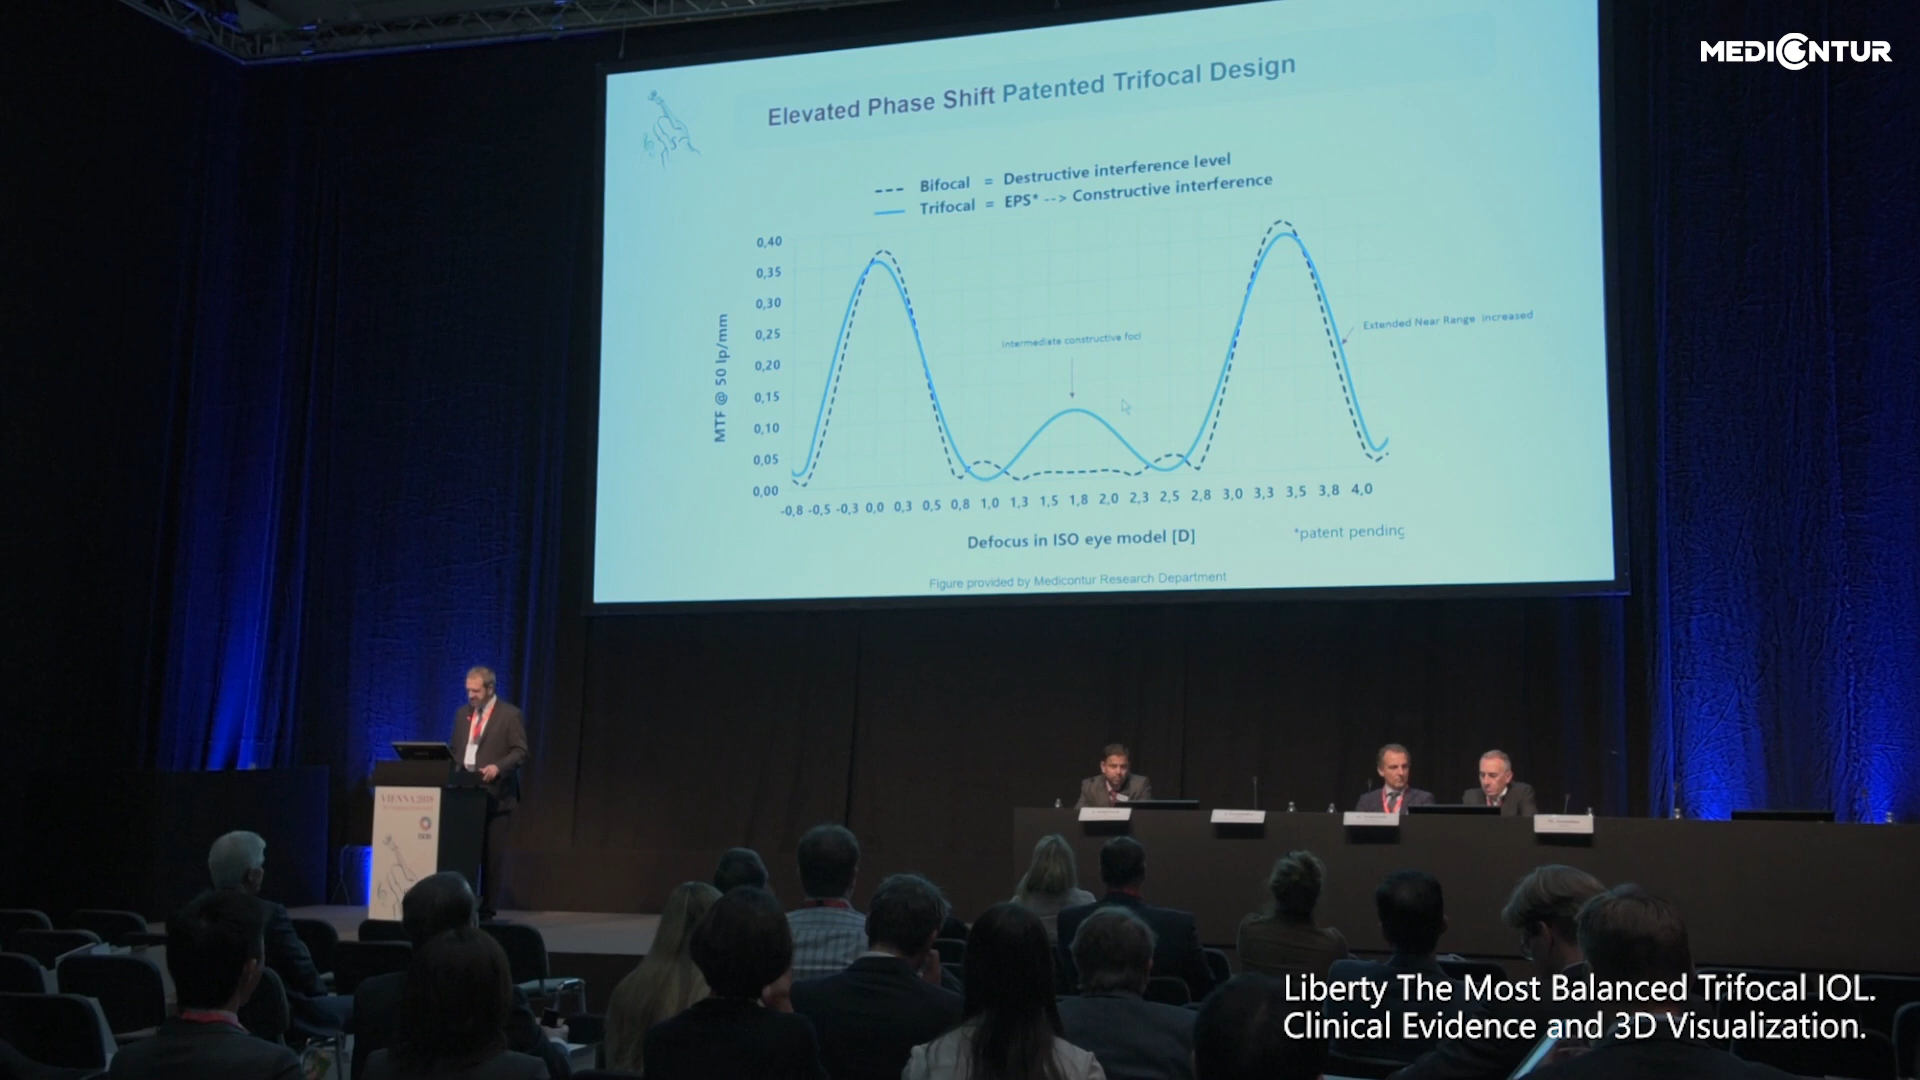 MEDICONTUR
Elevated Phase Shift Patented Trifocal Design
Bifocal = Destructive interference level
Trifocal = EPS* --> Constructive interference
0,40
0,35
0,30
0,25
0,20
0,15
0,10
0,05
0,00
MTF @ 50 lp/mm
Intermediate constructive foci
Extended Near Range increased
-0,8 -0,5 -0,3 0,0 0,3 0,5 0,8 1,0 1,3 1,5 1,8 2,0 2,3 2,5 2,8 3,0 3,3 3,5 3,8 4,0
Defocus in ISO eye model [D]
*patent pending
Figure provided by Medicontur Research Department
VIENNA2018
Liberty The Most Balanced Trifocal IOL.
Clinical Evidence and 3D Visualization.